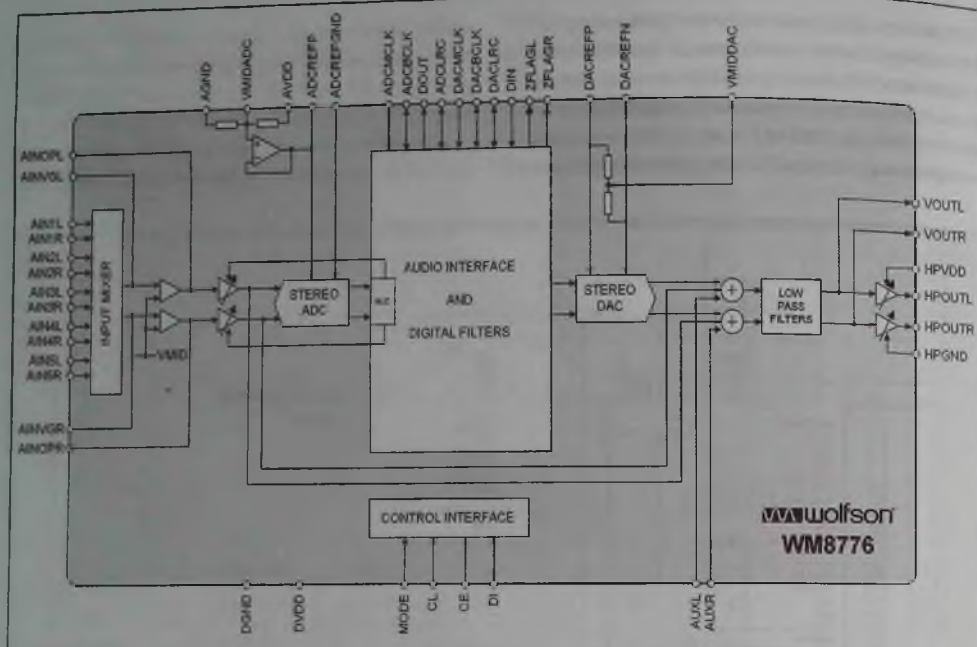 AGND
VMIDADC
AVDD
ADCREFP
ADCREFGND
ADCMCLK
ADCBCLK
DOUT
ADCLRC
DACMCLK
DACBCLK
DACLRC
DIN
ZFLAGL
ZFLAGR
DACREFP
DACREFN
VMIDDAC
AINOPL
AINVGL
AIN1L
AIN1R
AIN2L
AIN2R
AIN3L
AIN3R
AIN4L
AIN4R
AIN5L
AIN5R
AINVGR
AINOPR
INPUT MIXER
VMID
STEREO
ADC
ALC
AUDIO INTERFACE
AND
DIGITAL FILTERS
STEREO
DAC
+
+
LOW
PASS
FILTERS
VOUTL
VOUTR
HPVDD
HPOUTL
HPOUTR
HPGND
CONTROL INTERFACE
wolfson
WM8776
DGND
DVDD
MODE
CL
CE
DI
AUXL
AUXR